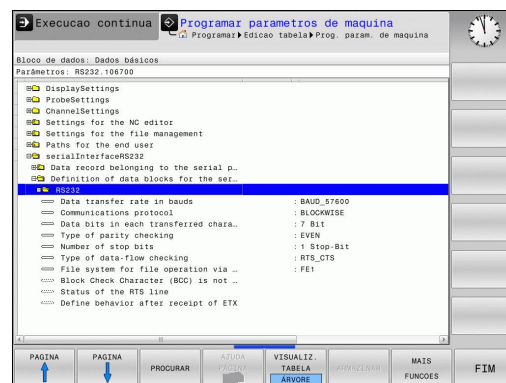 Execucao continua
Programar parametros de maquina
Programar Edicao tabela Prog. param. de maquina
Bloco de dados: Dados básicos
Parâmetros: RS232.106700
DisplaySettings
ProbeSettings
ChannelSettings
Settings for the NC editor
Settings for the file management
Paths for the end user
serialInterfaceRS232
Data record belonging to the serial p…
Definition of data blocks for the ser…
RS232
Data transfer rate in bauds : BAUD_57600
Communications protocol : BLOCKWISE
Data bits in each transferred chara… : 7 Bit
Type of parity checking : EVEN
Number of stop bits : 1 Stop-Bit
Type of data-flow checking : RTS_CTS
File system for file operation via … : FE1
Block Check Character (BCC) is not …
Status of the RTS line
Define behavior after receipt of ETX
PAGINA
PAGINA
PROCURAR
AJUDA
PAGINA
VISUALIZ.
TABELA
ARVORE
ARMAZENAR
MAIS
FUNCOES
FIM